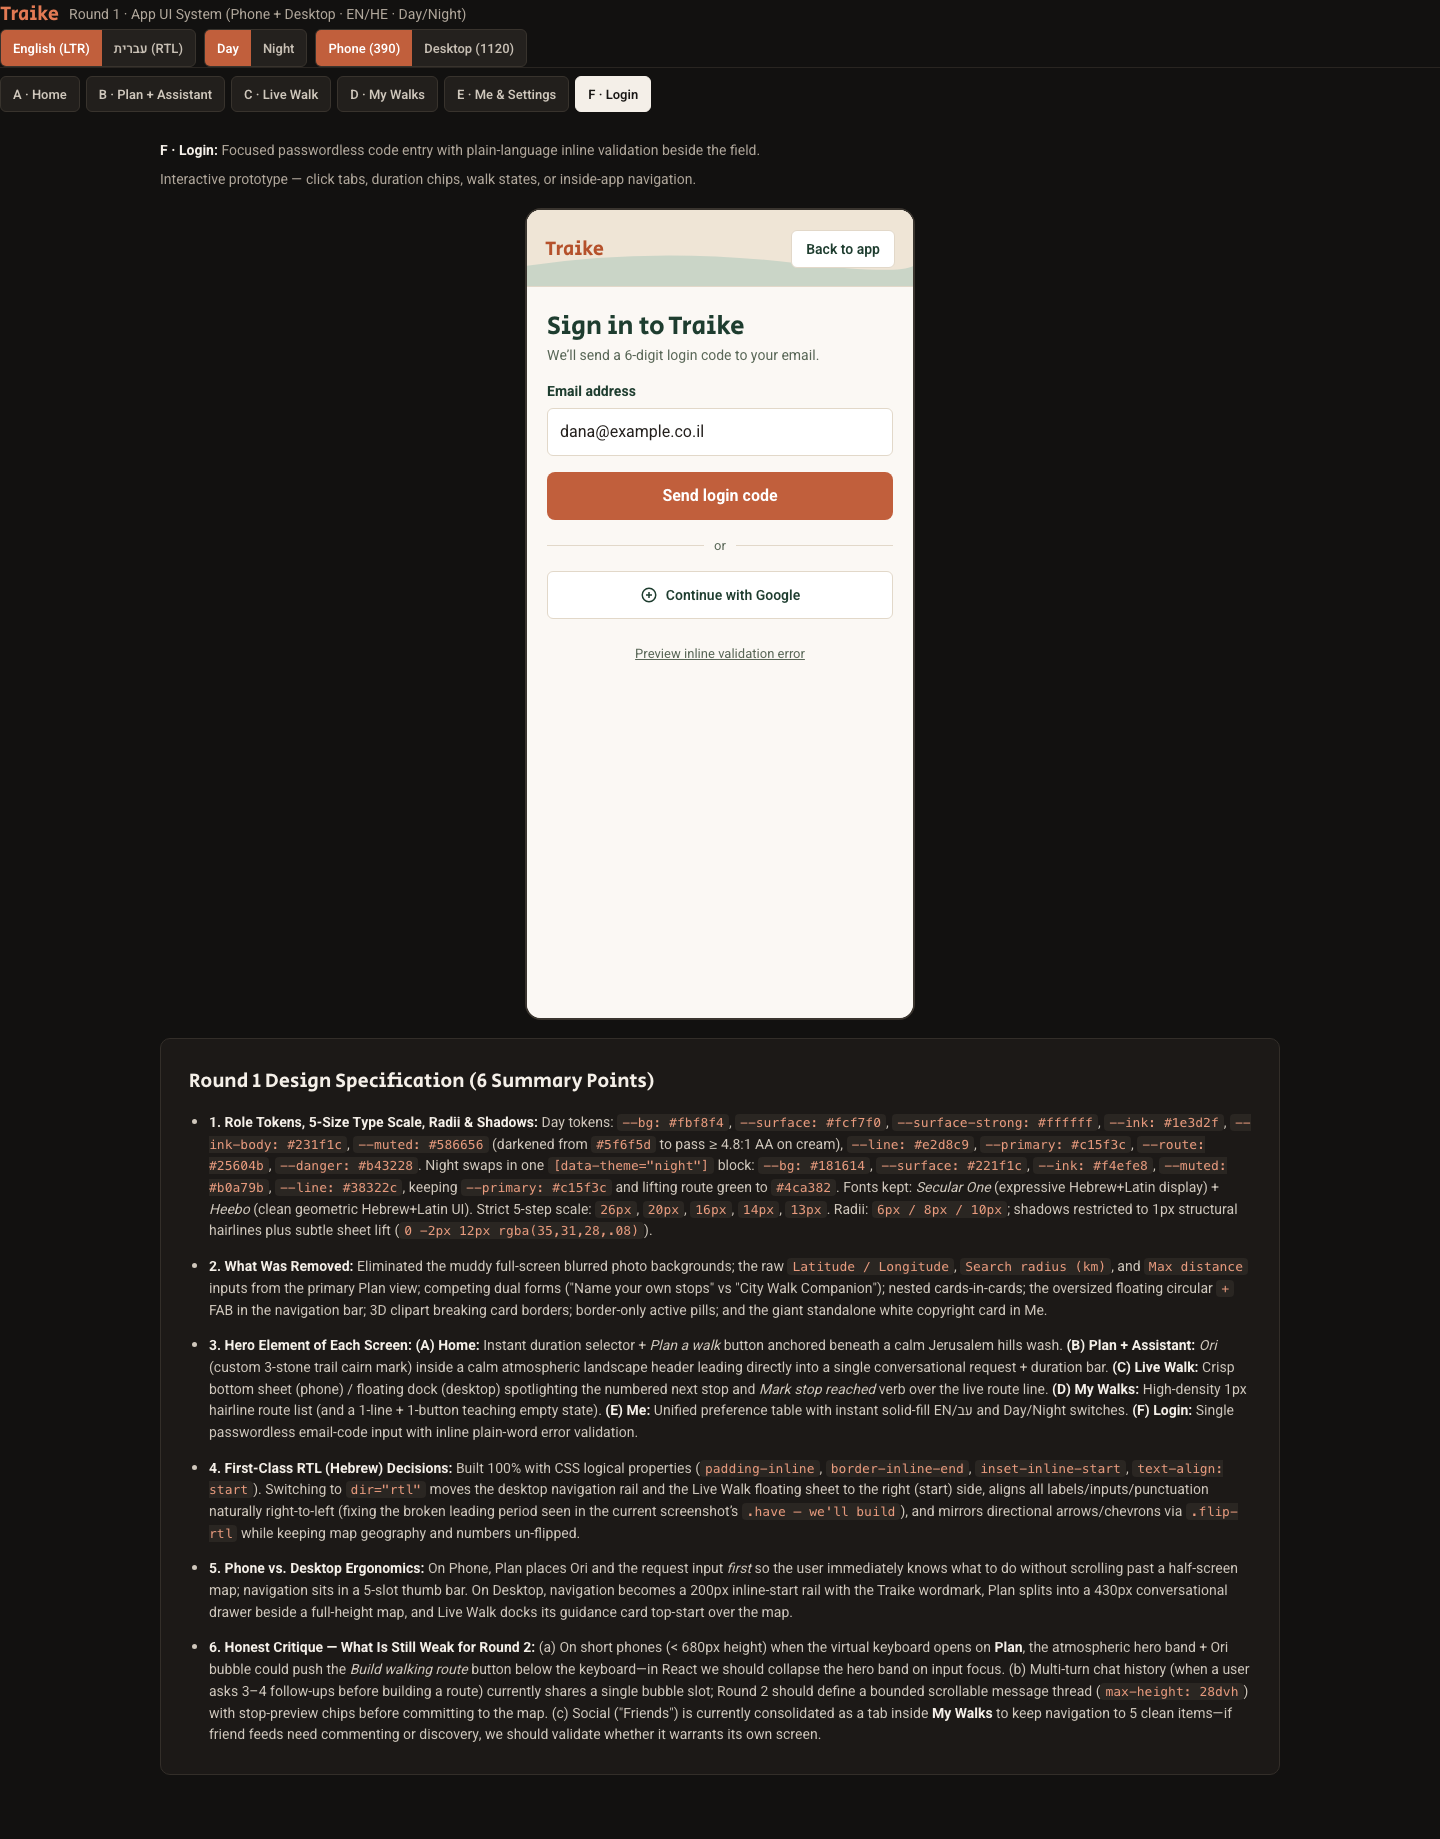 Traike Round 1 · App UI System (Phone + Desktop · EN/HE · Day/Night)
English (LTR) עברית (RTL) Day Night Phone (390) Desktop (1120)
A · Home B · Plan + Assistant C · Live Walk D · My Walks E · Me & Settings F · Login
F · Login: Focused passwordless code entry with plain-language inline validation beside the field.
Interactive prototype — click tabs, duration chips, walk states, or inside-app navigation.
Traike Back to app
Sign in to Traike
We’ll send a 6-digit login code to your email.
Email address
dana@example.co.il
Send login code
or
Continue with Google
Preview inline validation error
Round 1 Design Specification (6 Summary Points)
• 1. Role Tokens, 5-Size Type Scale, Radii & Shadows: Day tokens: --bg: #fbf8f4, --surface: #fcf7f0, --surface-strong: #ffffff, --ink: #1e3d2f, --
ink-body: #231f1c, --muted: #586656 (darkened from #5f6f5d to pass ≥ 4.8:1 AA on cream), --line: #e2d8c9, --primary: #c15f3c, --route:
#25604b, --danger: #b43228. Night swaps in one [data-theme="night"] block: --bg: #181614, --surface: #221f1c, --ink: #f4efe8, --muted:
#b0a79b, --line: #38322c, keeping --primary: #c15f3c and lifting route green to #4ca382. Fonts kept: Secular One (expressive Hebrew+Latin display) +
Heebo (clean geometric Hebrew+Latin UI). Strict 5-step scale: 26px, 20px, 16px, 14px, 13px. Radii: 6px / 8px / 10px; shadows restricted to 1px structural
hairlines plus subtle sheet lift (0 -2px 12px rgba(35,31,28,.08)).
• 2. What Was Removed: Eliminated the muddy full-screen blurred photo backgrounds; the raw Latitude / Longitude, Search radius (km), and Max distance
inputs from the primary Plan view; competing dual forms ("Name your own stops" vs "City Walk Companion"); nested cards-in-cards; the oversized floating circular +
FAB in the navigation bar; 3D clipart breaking card borders; border-only active pills; and the giant standalone white copyright card in Me.
• 3. Hero Element of Each Screen: (A) Home: Instant duration selector + Plan a walk button anchored beneath a calm Jerusalem hills wash. (B) Plan + Assistant: Ori
(custom 3-stone trail cairn mark) inside a calm atmospheric landscape header leading directly into a single conversational request + duration bar. (C) Live Walk: Crisp
bottom sheet (phone) / floating dock (desktop) spotlighting the numbered next stop and Mark stop reached verb over the live route line. (D) My Walks: High-density 1px
hairline route list (and a 1-line + 1-button teaching empty state). (E) Me: Unified preference table with instant solid-fill EN/עב and Day/Night switches. (F) Login: Single
passwordless email-code input with inline plain-word error validation.
• 4. First-Class RTL (Hebrew) Decisions: Built 100% with CSS logical properties (padding-inline, border-inline-end, inset-inline-start, text-align:
start). Switching to dir="rtl" moves the desktop navigation rail and the Live Walk floating sheet to the right (start) side, aligns all labels/inputs/punctuation
naturally right-to-left (fixing the broken leading period seen in the current screenshot’s .have — we'll build), and mirrors directional arrows/chevrons via .flip-
rtl while keeping map geography and numbers un-flipped.
• 5. Phone vs. Desktop Ergonomics: On Phone, Plan places Ori and the request input first so the user immediately knows what to do without scrolling past a half-screen
map; navigation sits in a 5-slot thumb bar. On Desktop, navigation becomes a 200px inline-start rail with the Traike wordmark, Plan splits into a 430px conversational
drawer beside a full-height map, and Live Walk docks its guidance card top-start over the map.
• 6. Honest Critique — What Is Still Weak for Round 2: (a) On short phones (< 680px height) when the virtual keyboard opens on Plan, the atmospheric hero band + Ori
bubble could push the Build walking route button below the keyboard—in React we should collapse the hero band on input focus. (b) Multi-turn chat history (when a user
asks 3–4 follow-ups before building a route) currently shares a single bubble slot; Round 2 should define a bounded scrollable message thread (max-height: 28dvh)
with stop-preview chips before committing to the map. (c) Social ("Friends") is currently consolidated as a tab inside My Walks to keep navigation to 5 clean items—if
friend feeds need commenting or discovery, we should validate whether it warrants its own screen.